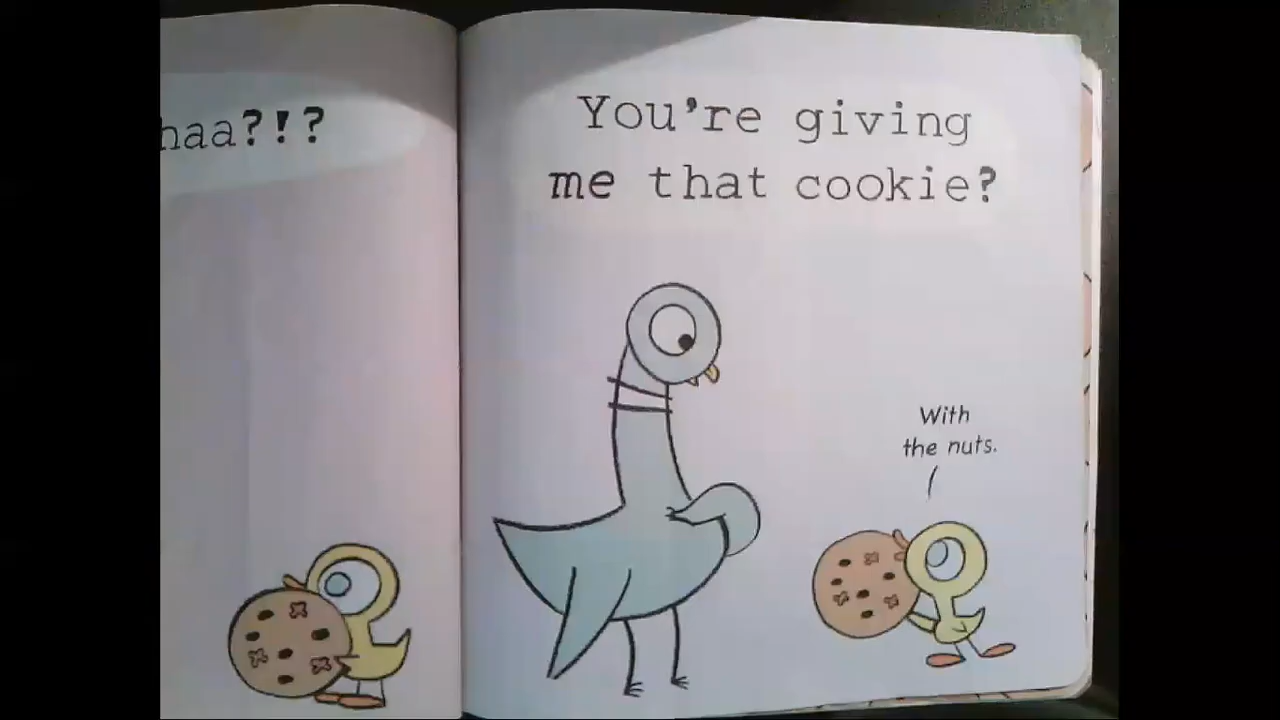 haa?!?
You're giving
me that cookie?
With
the nuts.